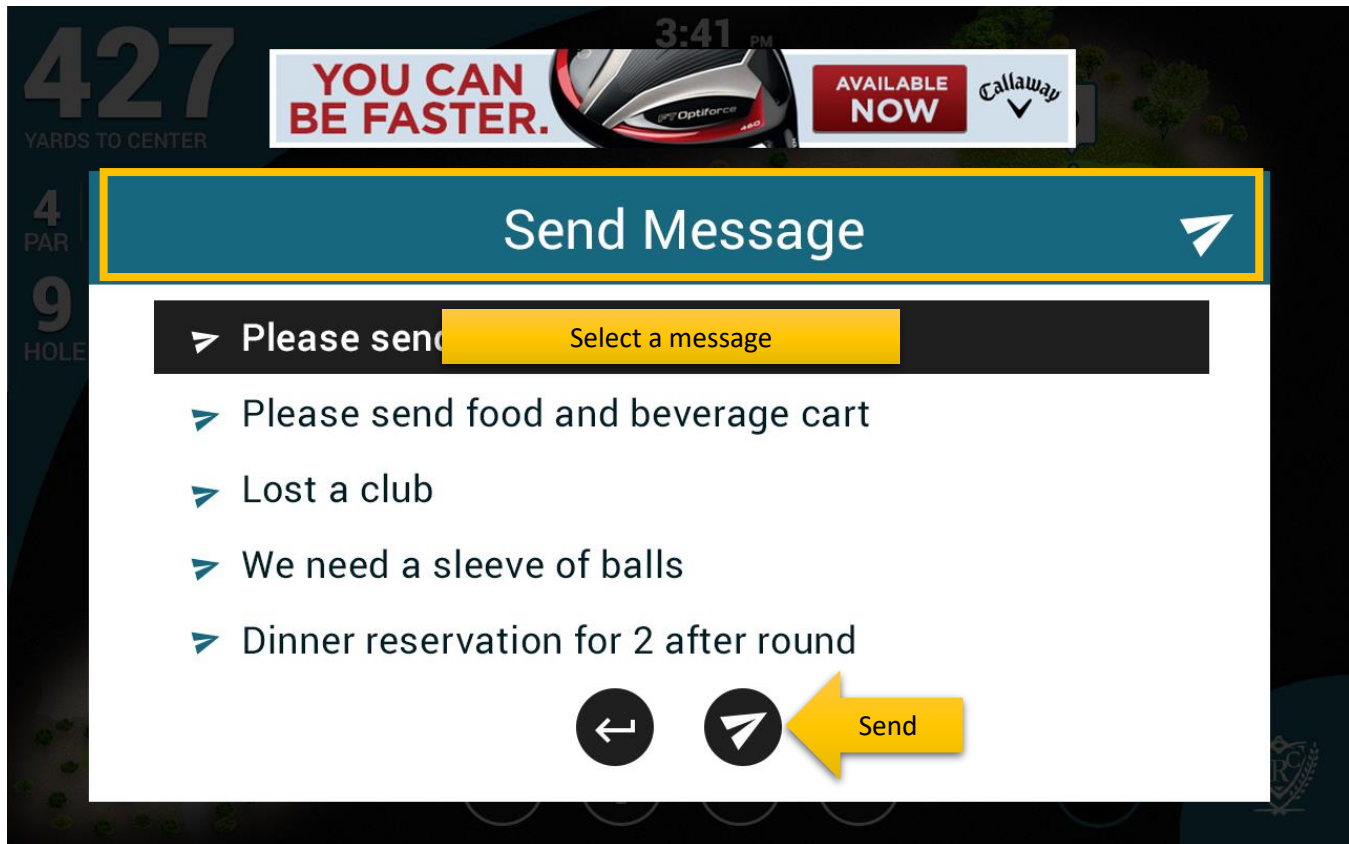 427
YARDS TO CENTER
3:41 PM
YOU CAN
BE FASTER.
FT Optiforce
460
AVAILABLE
NOW
Callaway
4
PAR
9
HOLE
Send Message
Please send
Select a message
Please send food and beverage cart
Lost a club
We need a sleeve of balls
Dinner reservation for 2 after round
Send
RC